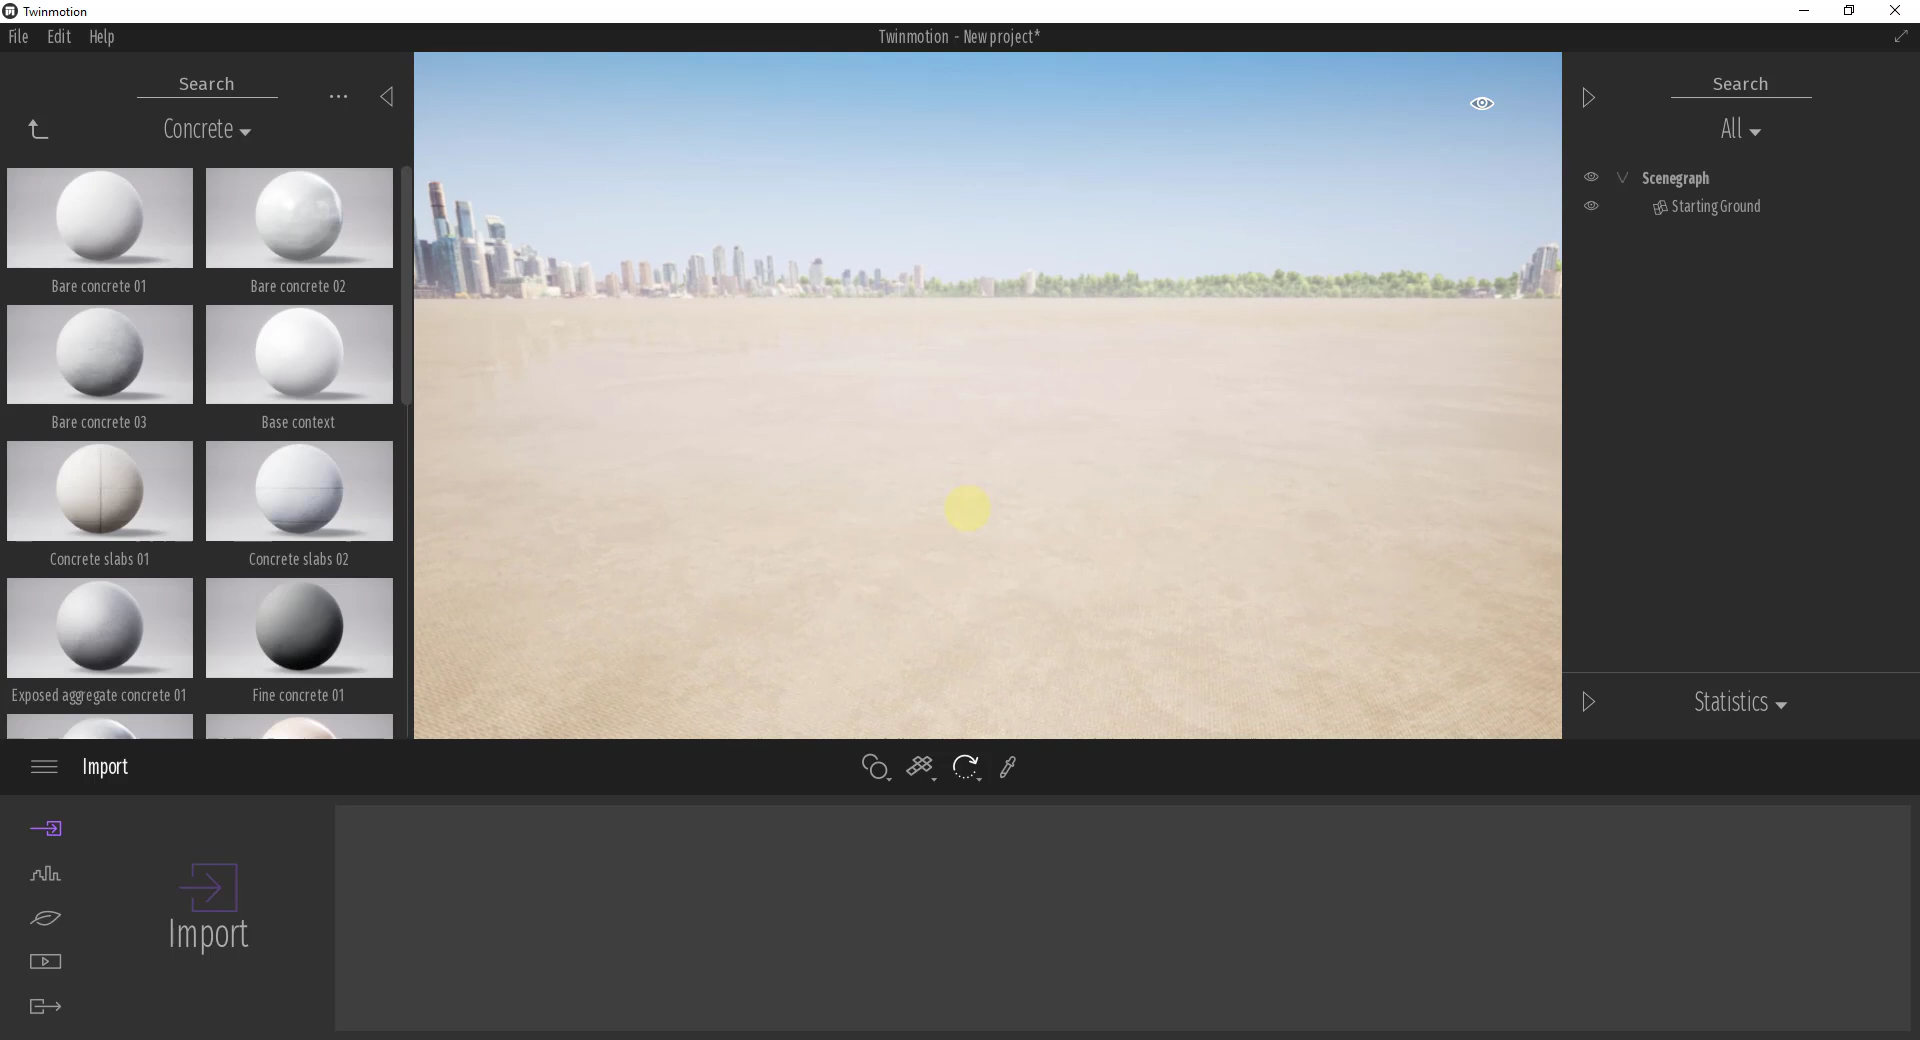 Twinmotion
File Edit Help
Twinmotion - New project*
Search
Concrete
Bare concrete 01
Bare concrete 02
Bare concrete 03
Base context
Concrete slabs 01
Concrete slabs 02
Exposed aggregate concrete 01
Fine concrete 01
Search
All
Scenegraph
Starting Ground
Statistics
Import
Import